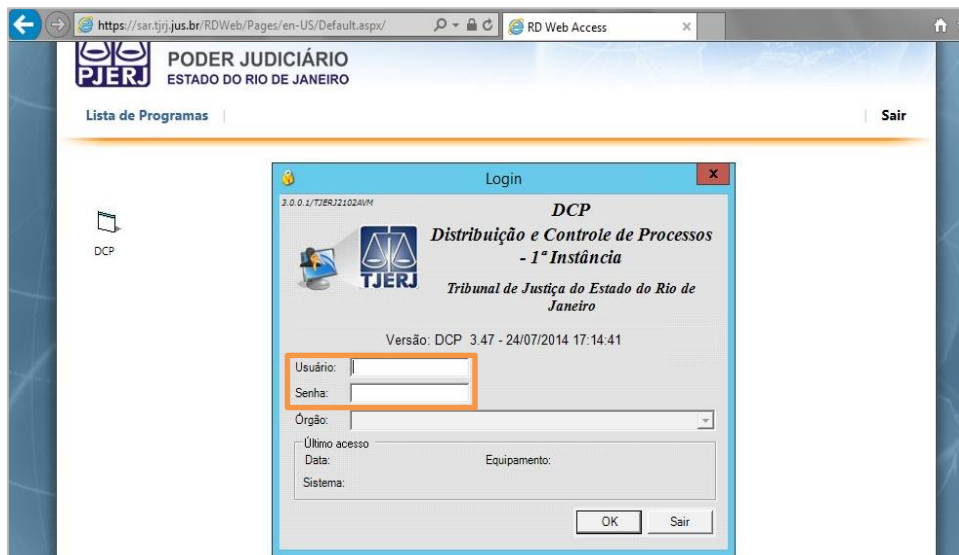 https://sar.tjrj.jus.br/RDWeb/Pages/en-US/Default.aspx/
RD Web Access
PJERJ
PODER JUDICIÁRIO
ESTADO DO RIO DE JANEIRO
Lista de Programas
Sair
DCP
Login
3.0.0.1/TJERJ2102AVM
TJERJ
DCP
Distribuição e Controle de Processos
- 1ª Instância
Tribunal de Justiça do Estado do Rio de
Janeiro
Versão: DCP 3.47 - 24/07/2014 17:14:41
Usuário:
Senha:
Órgão:
Último acesso
Data:
Equipamento:
Sistema:
OK
Sair